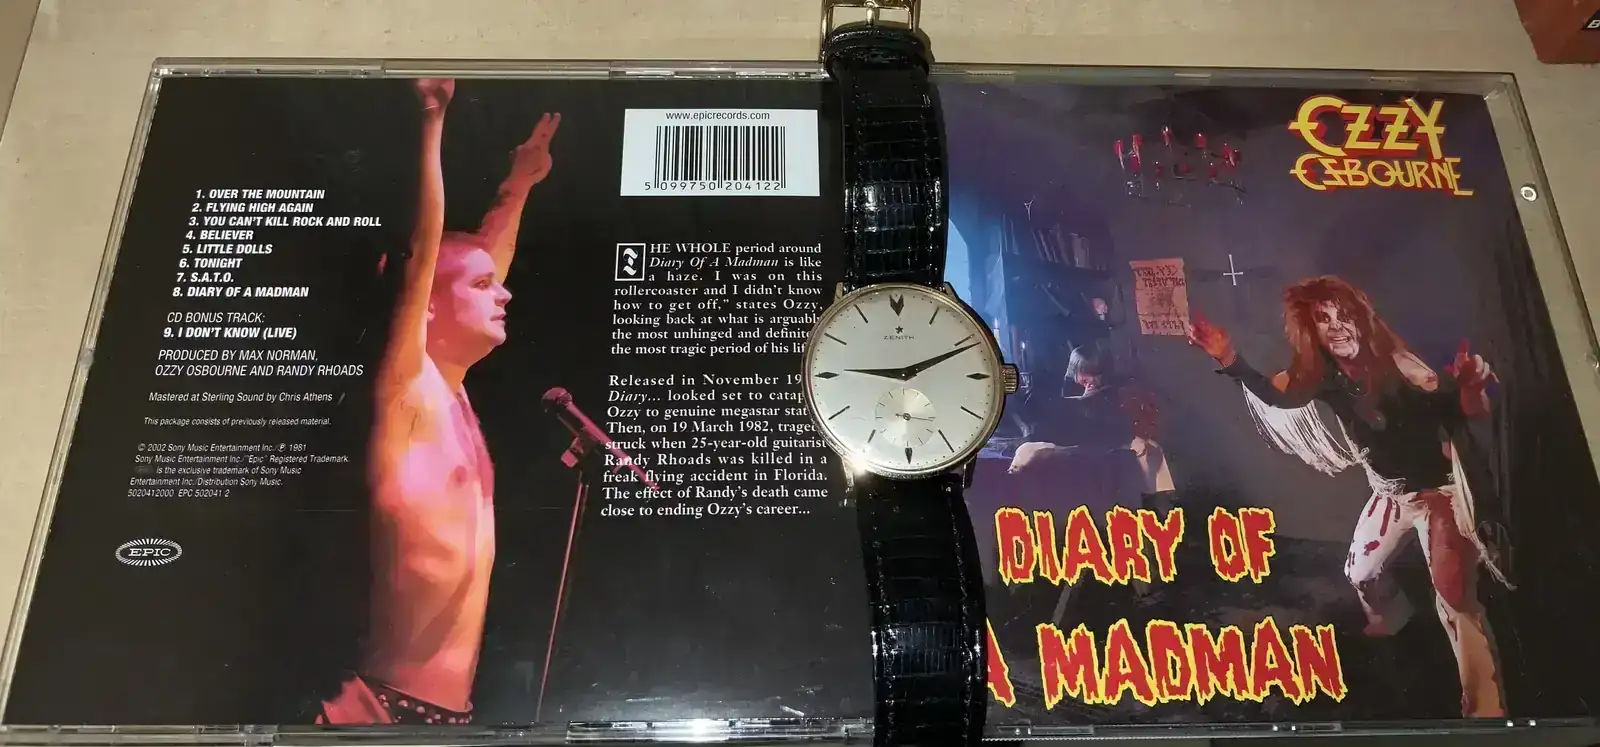 1. OVER THE MOUNTAIN
2. FLYING HIGH AGAIN
3. YOU CAN'T KILL ROCK AND ROLL
4. BELIEVER
5. LITTLE DOLLS
6. TONIGHT
7. S.A.T.O.
8. DIARY OF A MADMAN
CD BONUS TRACK:
9. I DON'T KNOW (LIVE)
PRODUCED BY MAX NORMAN,
OZZY OSBOURNE AND RANDY RHOADS
Mastered at Sterling Sound by Chris Athens
This package consists of previously released material.
© 2002 Sony Music Entertainment Inc./℗ 1981
Sony Music Entertainment Inc./"Epic" Registered Trademark.
is the exclusive trademark of Sony Music
Entertainment Inc./Distribution Sony Music.
5020412000 EPC 502041 2
EPIC
www.epicrecords.com
5 099750 204122
THE WHOLE period around
Diary Of A Madman is like
a haze. I was on this
rollercoaster and I didn't know
how to get off," states Ozzy,
looking back at what is arguably
the most unhinged and definite
the most tragic period of his lif
Released in November 19
Diary... looked set to catap
Ozzy to genuine megastar stat
Then, on 19 March 1982, traged
struck when 25-year-old guitarist
Randy Rhoads was killed in a
freak flying accident in Florida.
The effect of Randy's death came
close to ending Ozzy's career...
ZENITH
OZZY
OSBOURNE
DIARY OF
A MADMAN